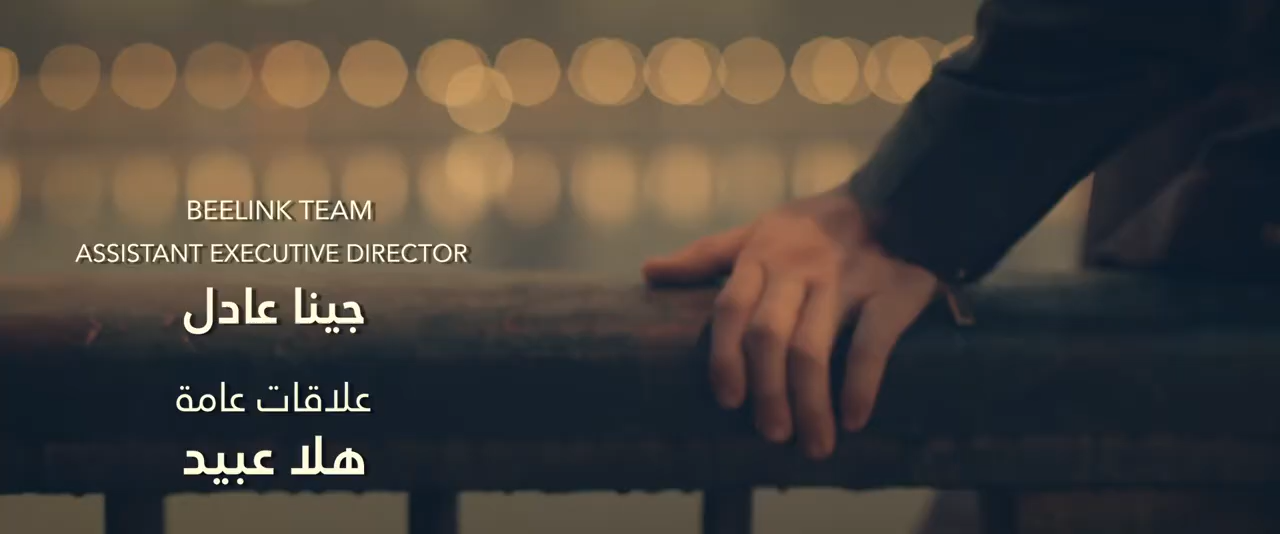 BEELINK TEAM
ASSISTANT EXECUTIVE DIRECTOR
جينا عادل
علاقات عامة
هلا عبيد